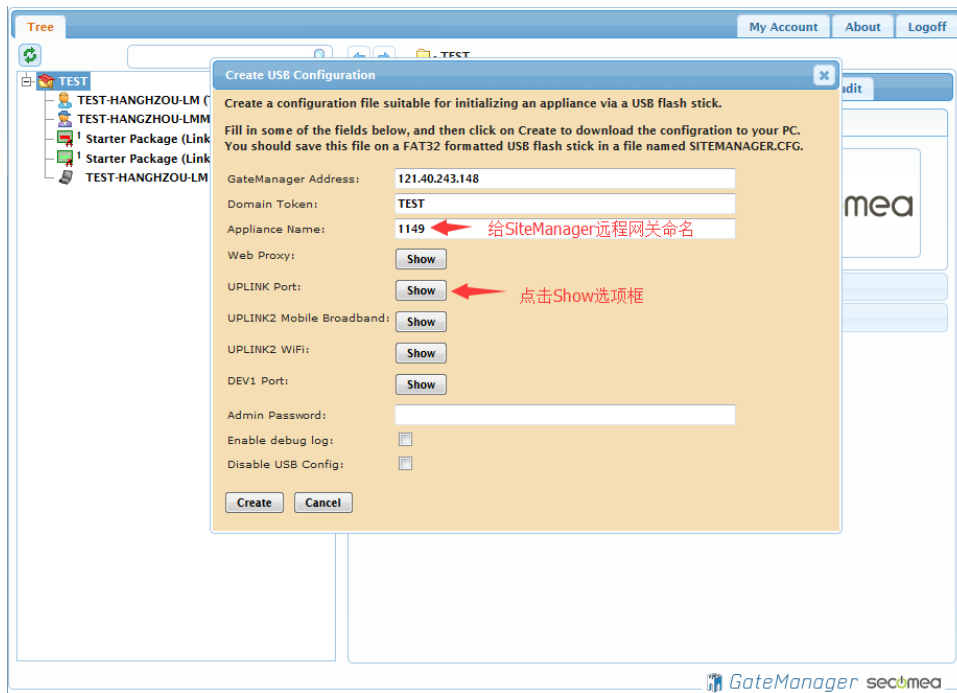 Tree
My Account
About
Logoff
TEST
TEST
TEST-HANGHZOU-LM
TEST-HANGZHOU-LMM
1 Starter Package (Link
1 Starter Package (Link
TEST-HANGHZOU-LM
Create USB Configuration
Create a configuration file suitable for initializing an appliance via a USB flash stick.
Fill in some of the fields below, and then click on Create to download the configration to your PC.
You should save this file on a FAT32 formatted USB flash stick in a file named SITEMANAGER.CFG.
GateManager Address: 121.40.243.148
Domain Token: TEST
Appliance Name: 1149 给SiteManager远程网关命名
Web Proxy: Show
UPLINK Port: Show 点击Show选项框
UPLINK2 Mobile Broadband: Show
UPLINK2 WiFi: Show
DEV1 Port: Show
Admin Password:
Enable debug log:
Disable USB Config:
Create Cancel
GateManager secomea